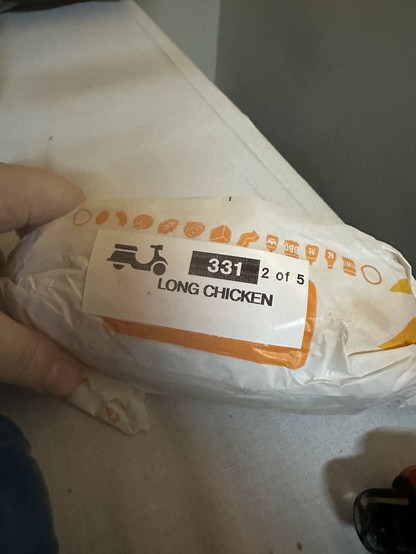 331 2 of 5
LONG CHICKEN